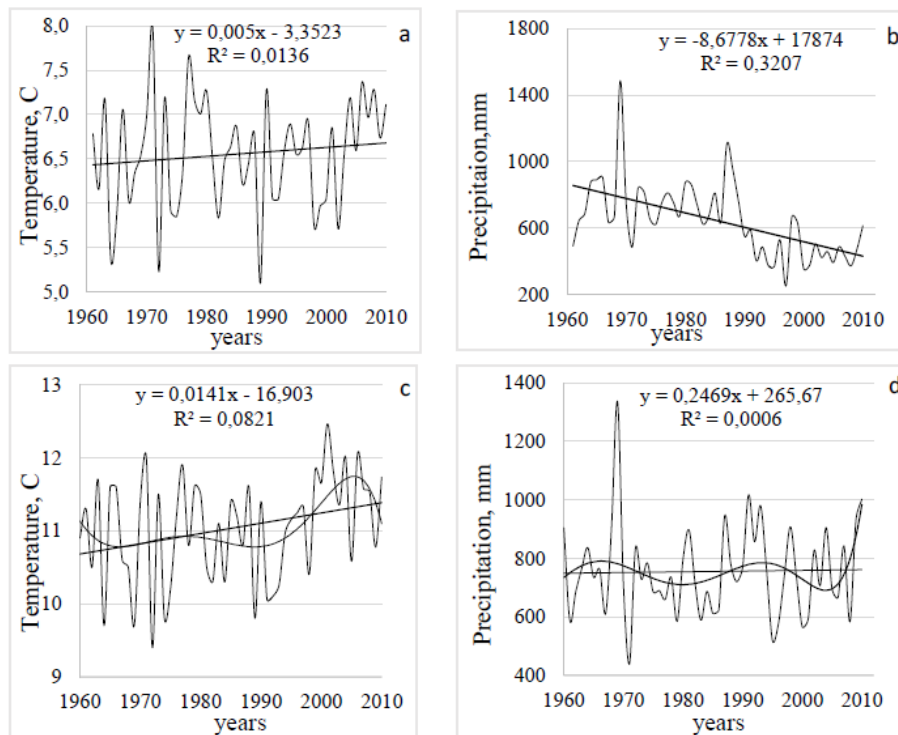 y = 0,005x - 3,3523
R² = 0,0136
a
8,0
7,5
7,0
6,5
6,0
5,5
5,0
Temperature, C
1960 1970 1980 1990 2000 2010
years
y = -8,6778x + 17874
R² = 0,3207
b
1800
1400
1000
600
200
Precipitaion,mm
1960 1970 1980 1990 2000 2010
years
y = 0,0141x - 16,903
R² = 0,0821
c
13
12
11
10
9
Temperature, C
1960 1970 1980 1990 2000 2010
years
y = 0,2469x + 265,67
R² = 0,0006
d
1400
1200
1000
800
600
400
Precipitation, mm
1960 1970 1980 1990 2000 2010
years